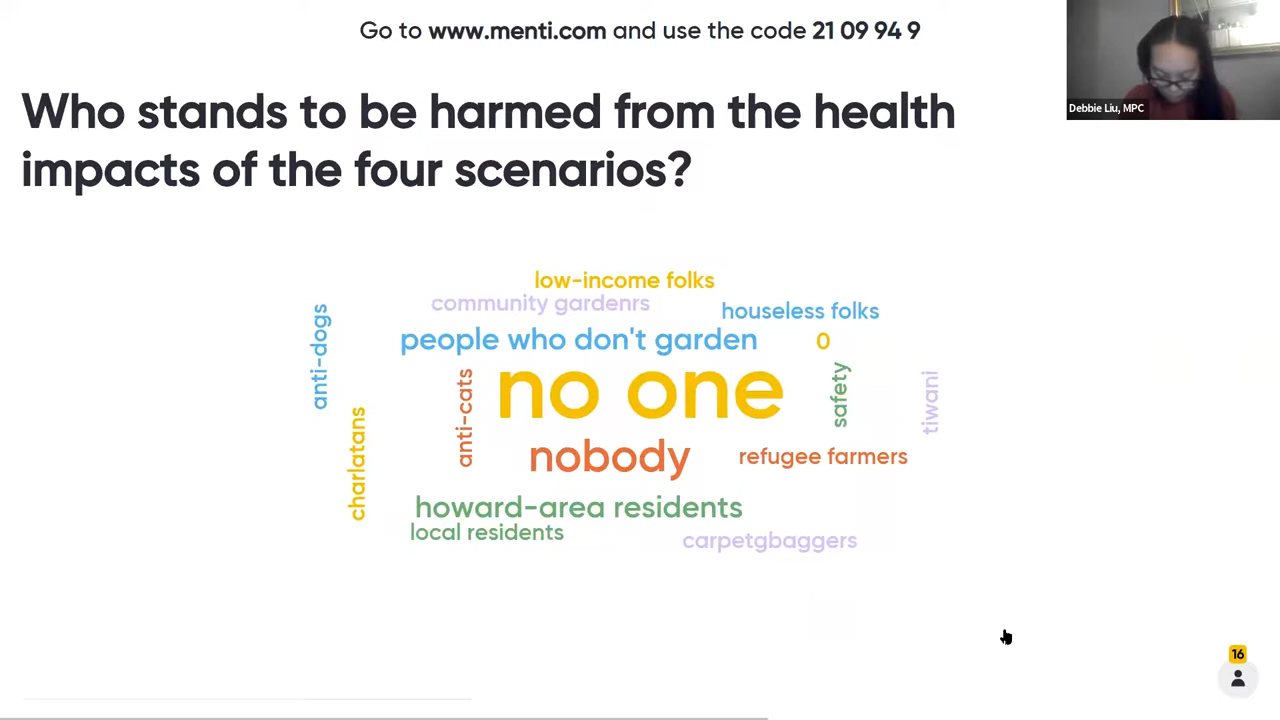 Go to www.menti.com and use the code 21 09 94 9
Debbie Liu, MPC
Who stands to be harmed from the health
impacts of the four scenarios?
low-income folks
community gardenrs
houseless folks
anti-dogs
people who don't garden
0
no one
anti-cats
safety
tiwani
charlatans
nobody
refugee farmers
howard-area residents
local residents
carpetgbaggers
16